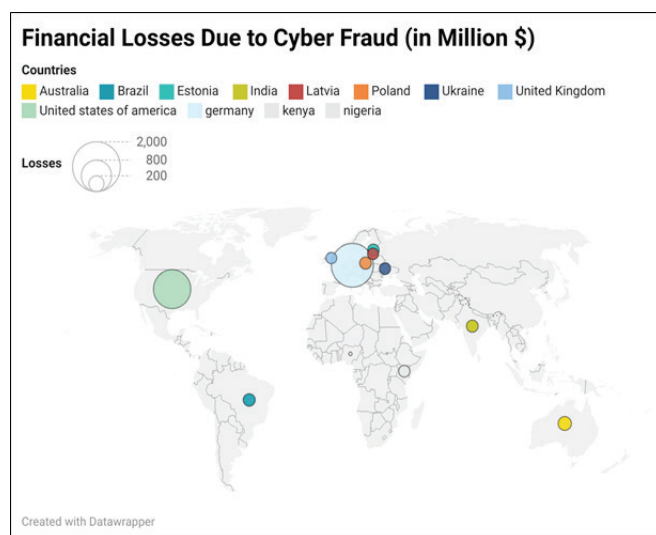 Financial Losses Due to Cyber Fraud (in Million $)
Countries
Australia Brazil Estonia India Latvia Poland Ukraine United Kingdom
United states of america germany kenya nigeria
Losses
2,000
800
200
Created with Datawrapper